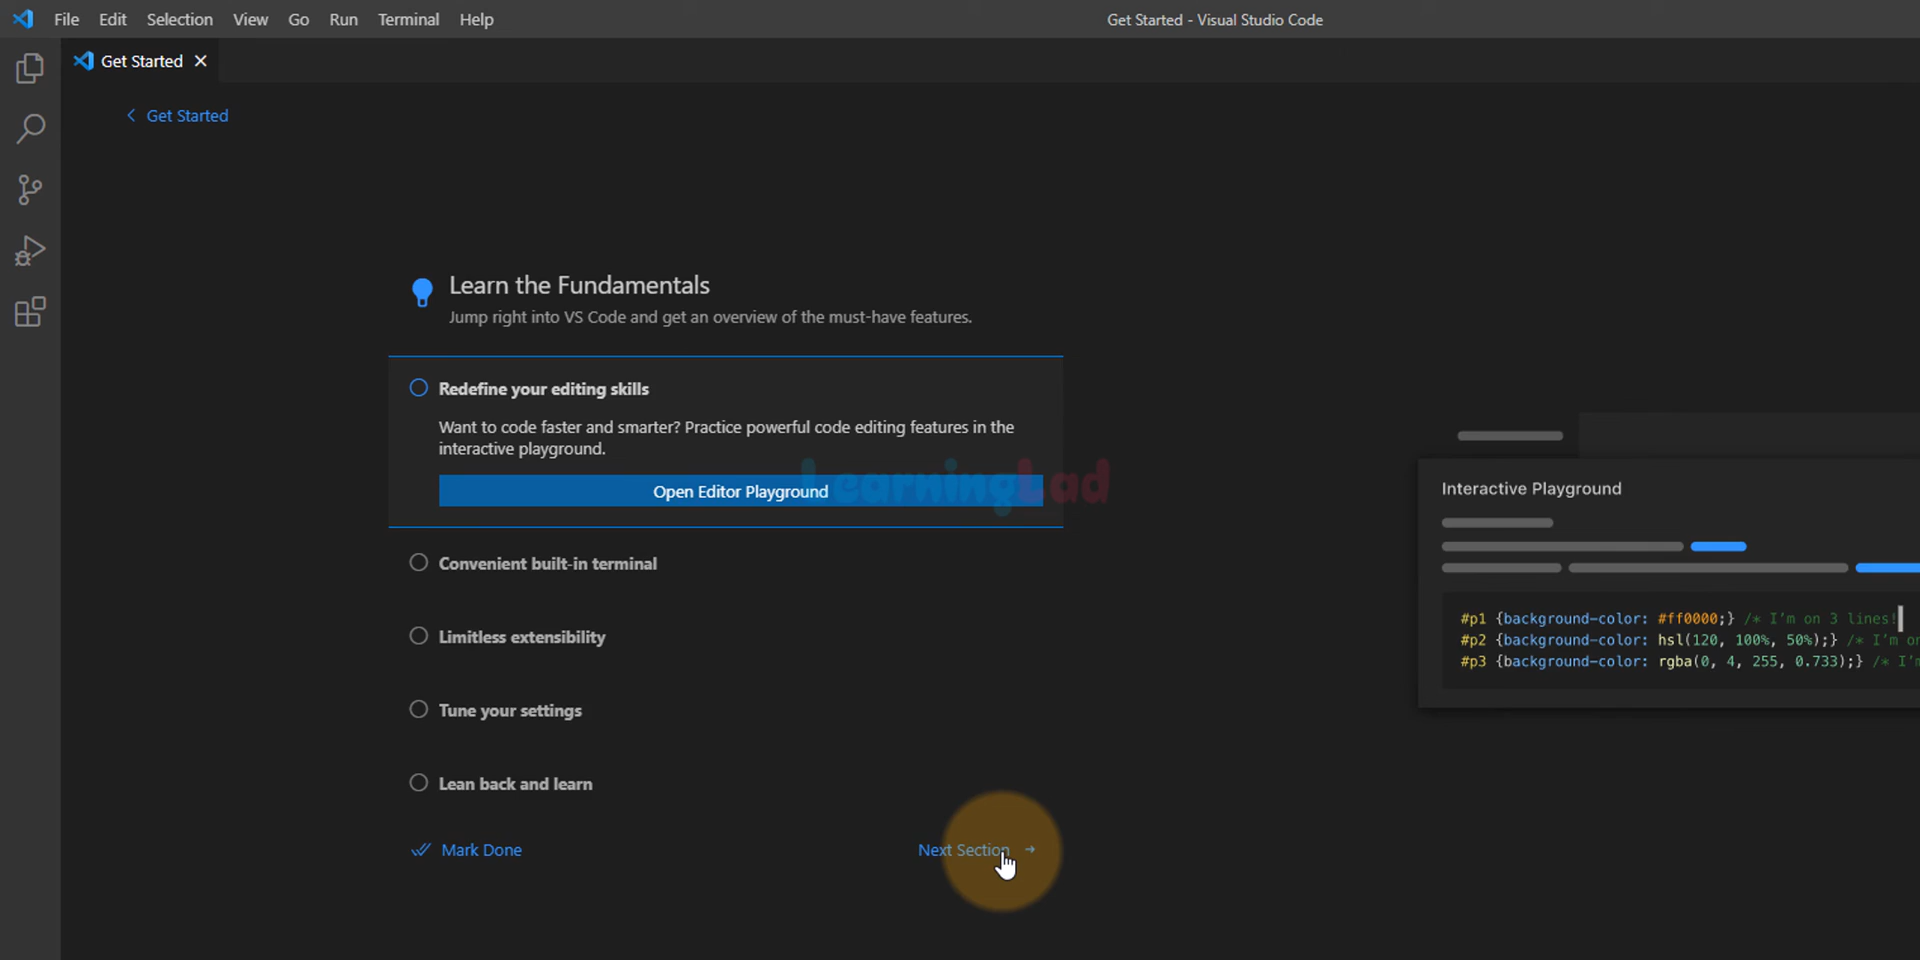 File Edit Selection View Go Run Terminal Help
Get Started - Visual Studio Code
Get Started
Get Started
Learn the Fundamentals
Jump right into VS Code and get an overview of the must-have features.
Redefine your editing skills
Want to code faster and smarter? Practice powerful code editing features in the
interactive playground.
Open Editor Playground
LearningLad
Convenient built-in terminal
Limitless extensibility
Tune your settings
Lean back and learn
Mark Done
Next Section
Interactive Playground
#p1 {background-color: #ff0000;} /* I'm on 3 lines!
#p2 {background-color: hsl(120, 100%, 50%);} /* I'm on
#p3 {background-color: rgba(0, 4, 255, 0.733);} /* I'm